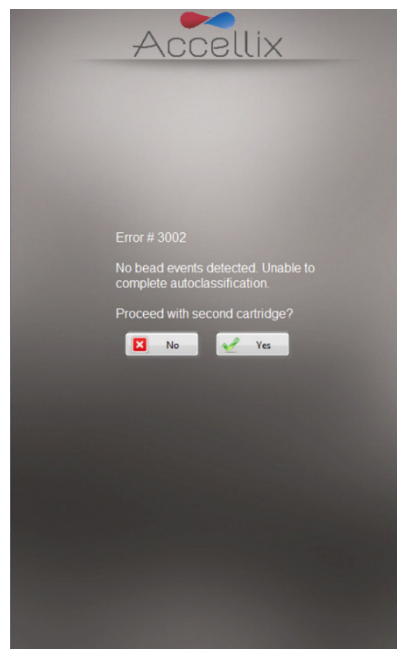 Accellix
Error # 3002
No bead events detected. Unable to
complete autoclassification.
Proceed with second cartridge?
No
Yes